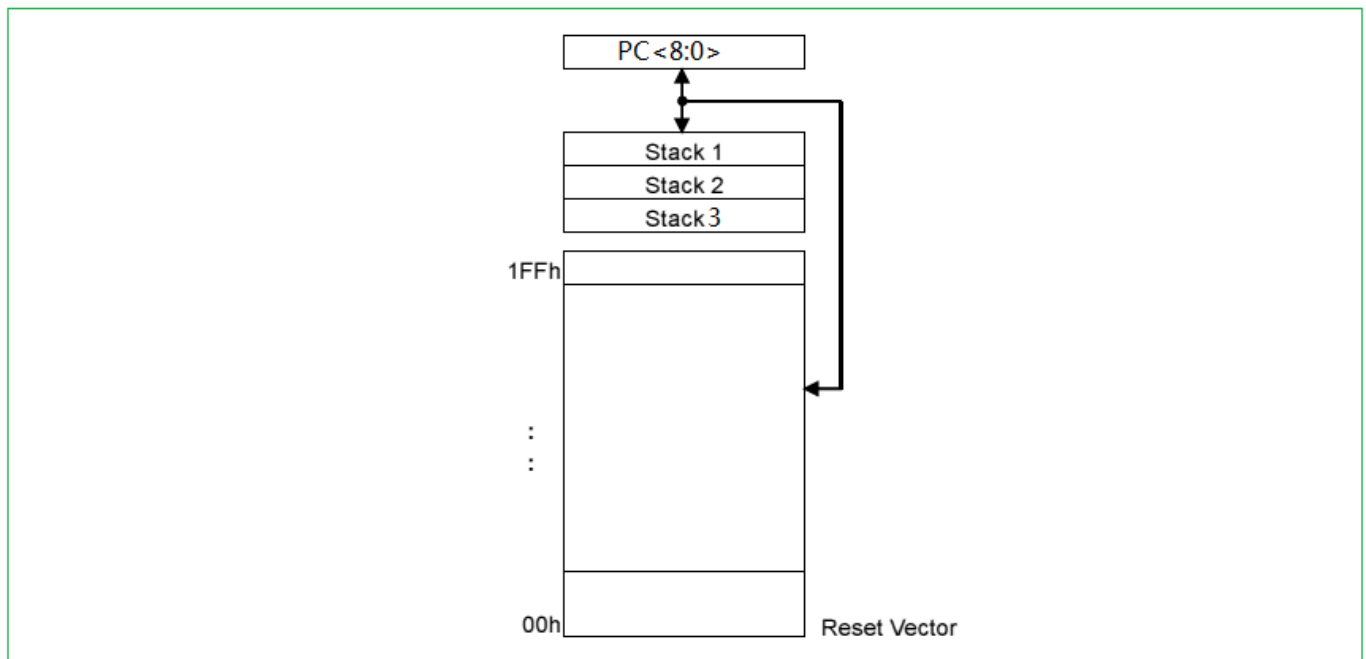 PC<8:0>
Stack 1
Stack 2
Stack 3
1FFh
:
:
00h
Reset Vector